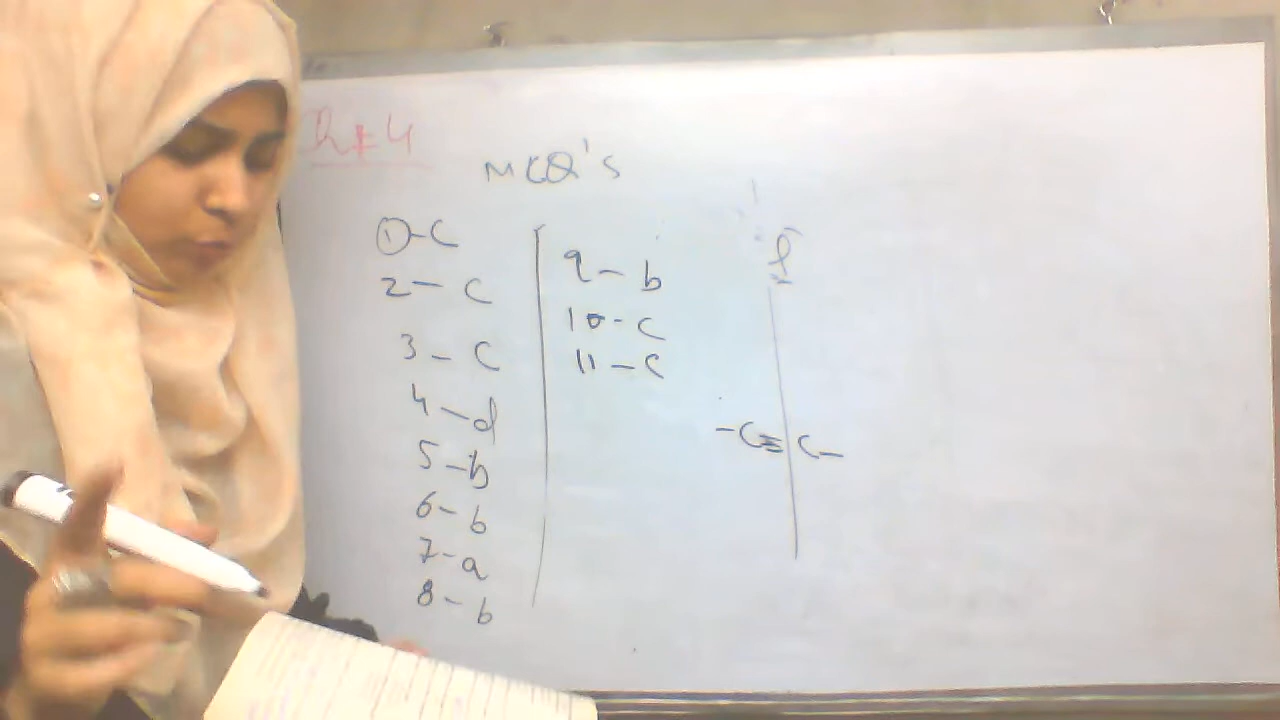 Ch # 4
MCQ's
①-C
2 - C
3 - C
4 - d
5 - b
6 - b
7 - a
8 - b
9 - b
10 - C
11 - C
-C≡C-